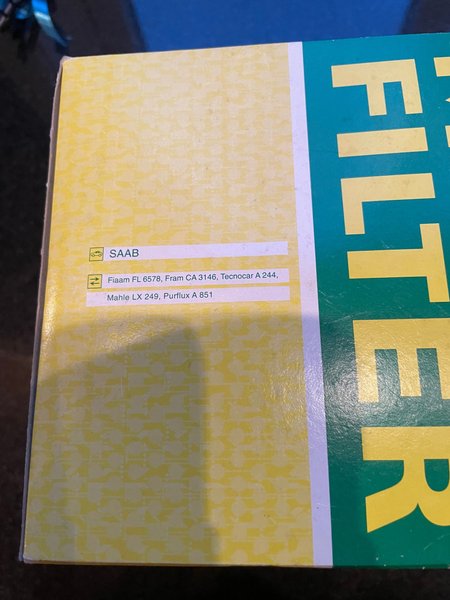 SAAB
Fiaam FL 6578, Fram CA 3146, Tecnocar A 244,
Mahle LX 249, Purflux A 851
FILTER